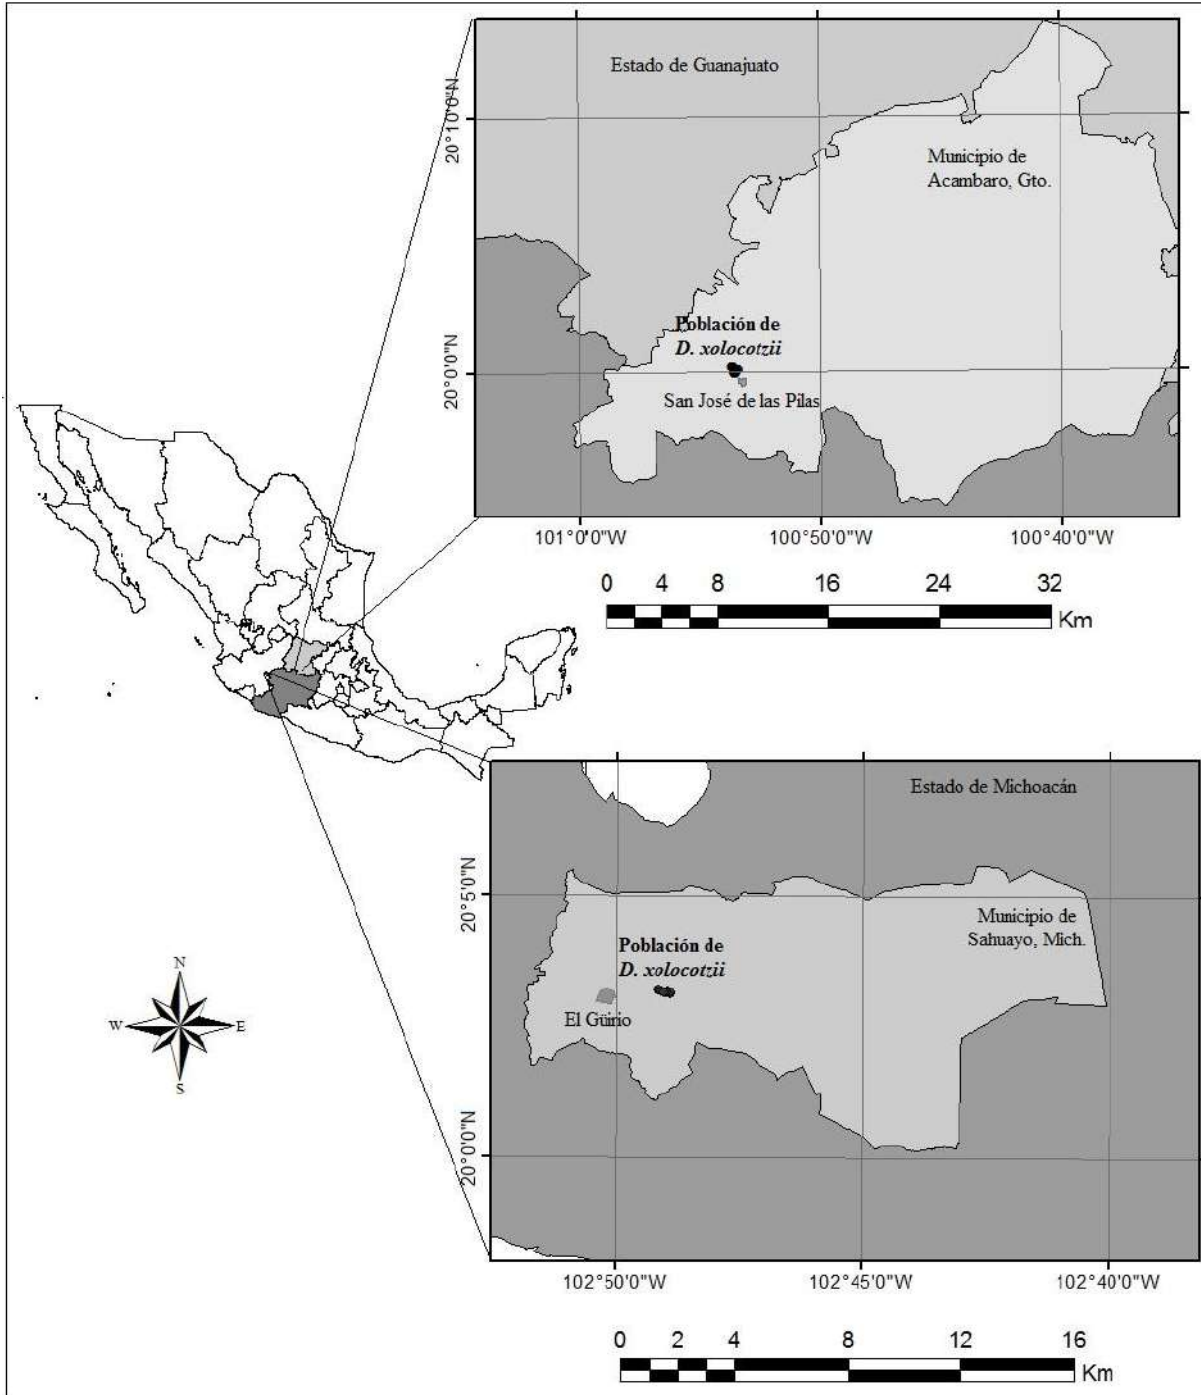 Estado de Guanajuato
20°10'0"N
Municipio de
Acambaro, Gto.
Población de
D. xolocotzii
20°0'0"N
San José de las Pilas
101°0'0"W 100°50'0"W 100°40'0"W
0 4 8 16 24 32
Km
Estado de Michoacán
20°5'0"N
Municipio de
Sahuayo, Mich.
Población de
D. xolocotzii
El Güirio
N
W E
S
20°0'0"N
102°50'0"W 102°45'0"W 102°40'0"W
0 2 4 8 12 16
Km